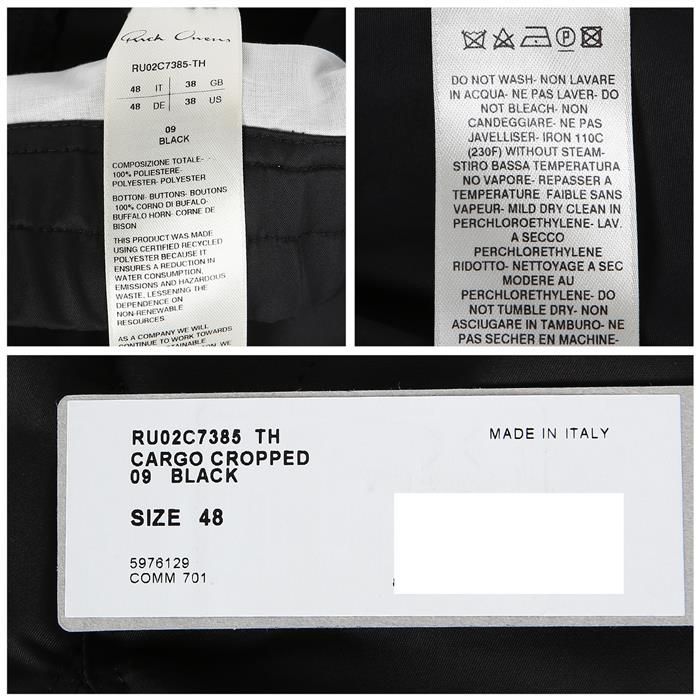 Rick Owens
RU02C7385-TH
48 IT 38 GB
48 DE 38 US
09
BLACK
COMPOSIZIONE TOTALE-
100% POLIESTERE-
POLYESTER- POLYESTER
BOTTONI- BUTTONS- BOUTONS
100% CORNO DI BUFALO-
BUFFALO HORN- CORNE DE
BISON
THIS PRODUCT WAS MADE
USING CERTIFIED RECYCLED
POLYESTER BECAUSE IT
ENSURES A REDUCTION IN
WATER CONSUMPTION,
EMISSIONS AND HAZARDOUS
WASTE, LESSENING THE
DEPENDENCE ON
NON-RENEWABLE
RESOURCES
AS A COMPANY WE WILL
CONTINUE TO WORK TOWARDS
P
DO NOT WASH- NON LAVARE
IN ACQUA- NE PAS LAVER- DO
NOT BLEACH- NON
CANDEGGIARE- NE PAS
JAVELLISER- IRON 110C
(230F) WITHOUT STEAM-
STIRO BASSA TEMPERATURA
NO VAPORE- REPASSER A
TEMPERATURE FAIBLE SANS
VAPEUR- MILD DRY CLEAN IN
PERCHLOROETHYLENE- LAV.
A SECCO
PERCHLORETHYLENE
RIDOTTO- NETTOYAGE A SEC
MODERE AU
PERCHLORETHYLENE- DO
NOT TUMBLE DRY- NON
ASCIUGARE IN TAMBURO- NE
PAS SECHER EN MACHINE-
RU02C7385 TH
CARGO CROPPED
09 BLACK
MADE IN ITALY
SIZE 48
5976129
COMM 701